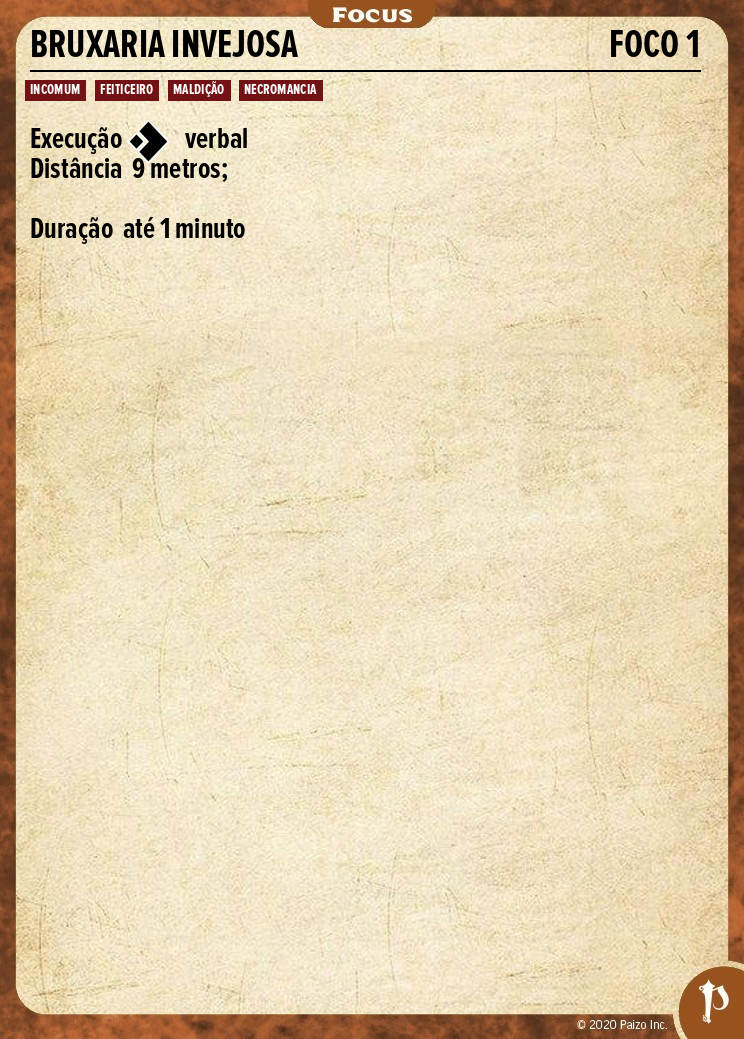 Focus
BRUXARIA INVEJOSA FOCO 1
INCOMUM FEITICEIRO MALDIÇÃO NECROMANCIA
Execução verbal
Distância 9 metros;
Duração até 1 minuto
© 2020 Paizo Inc.